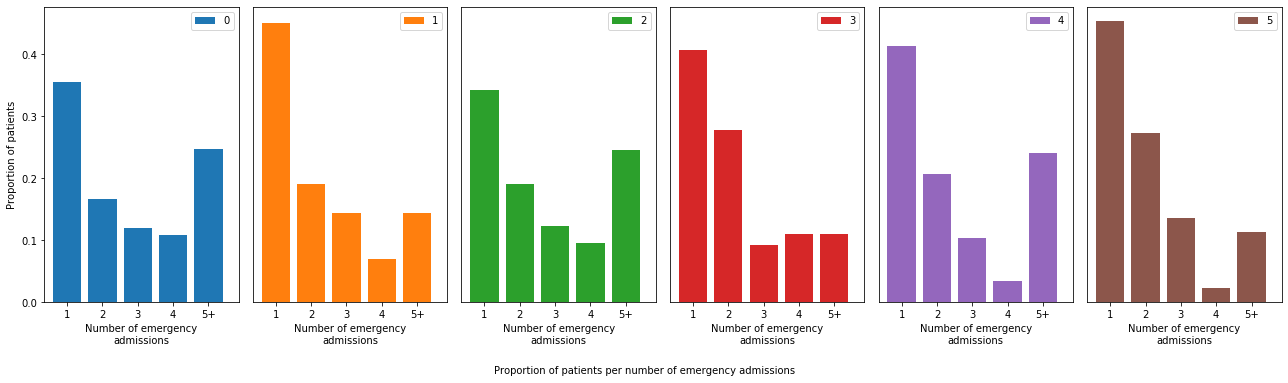 0
1
2
3
4
5
Proportion of patients
0.4
0.3
0.2
0.1
0.0
1 2 3 4 5+
1 2 3 4 5+
1 2 3 4 5+
1 2 3 4 5+
1 2 3 4 5+
1 2 3 4 5+
Number of emergency
admissions
Number of emergency
admissions
Number of emergency
admissions
Number of emergency
admissions
Number of emergency
admissions
Number of emergency
admissions
Proportion of patients per number of emergency admissions